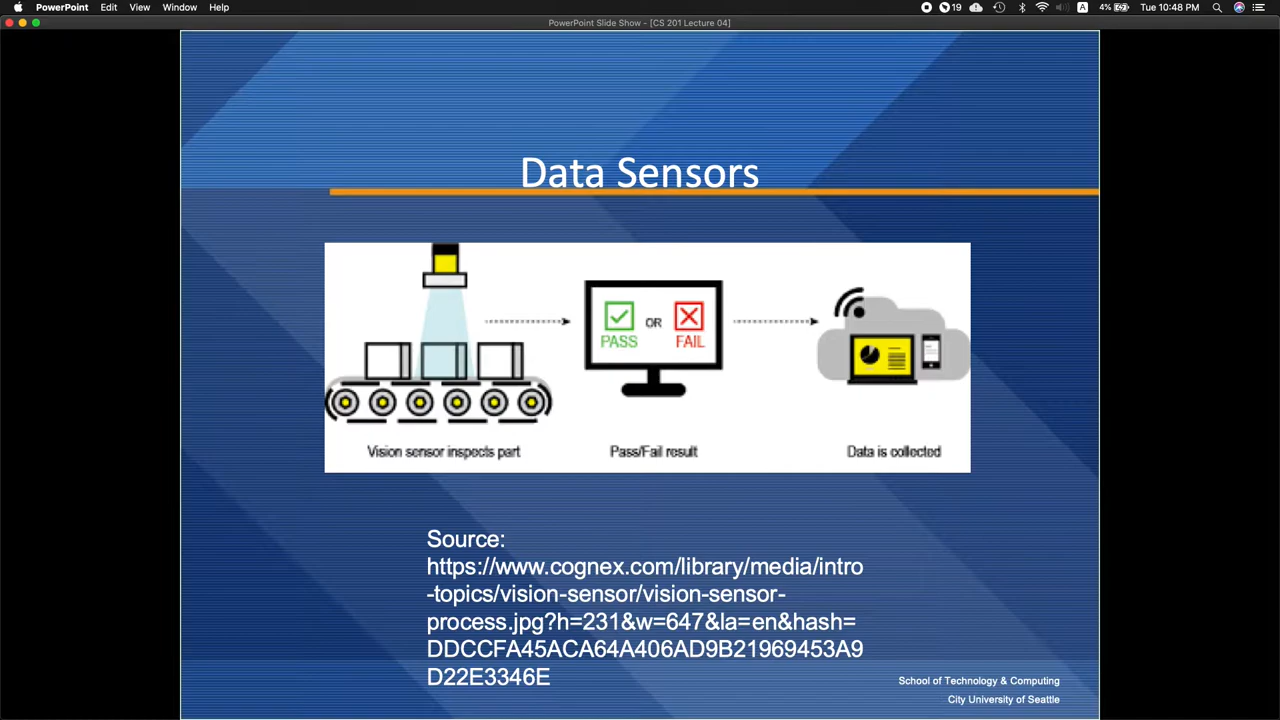 PowerPoint Edit View Window Help 19 A 4% Tue 10:48 PM
PowerPoint Slide Show - [CS 201 Lecture 04]
Data Sensors
PASS OR FAIL
Vision sensor inspects part Pass/Fail result Data is collected
Source:
https://www.cognex.com/library/media/intro
-topics/vision-sensor/vision-sensor-
process.jpg?h=231&w=647&la=en&hash=
DDCCFA45ACA64A406AD9B21969453A9
D22E3346E
School of Technology & Computing
City University of Seattle